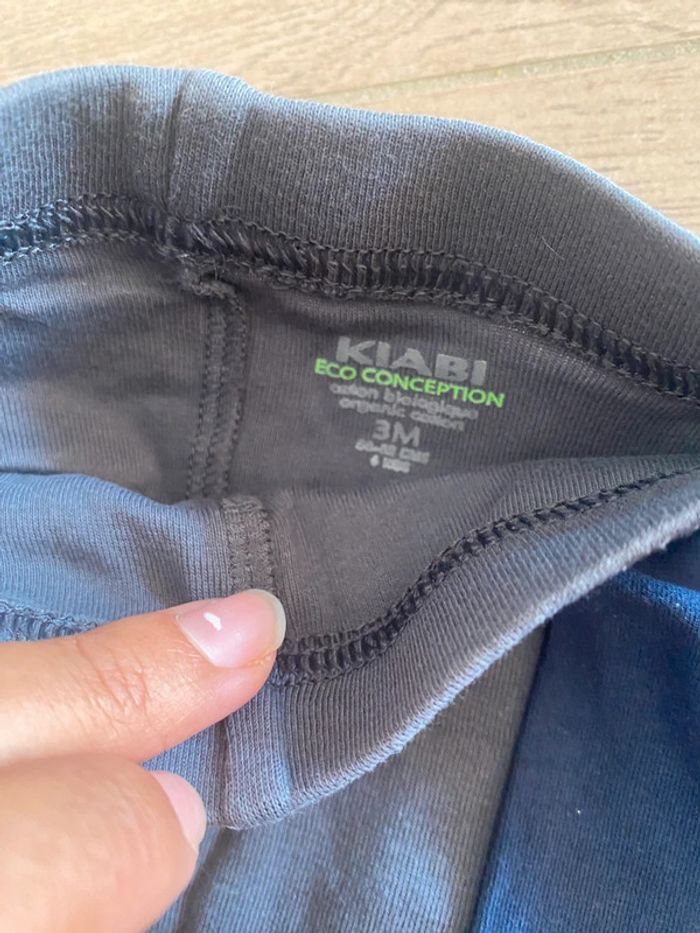 KIABI
ECO CONCEPTION
coton biologique
organic cotton
3M